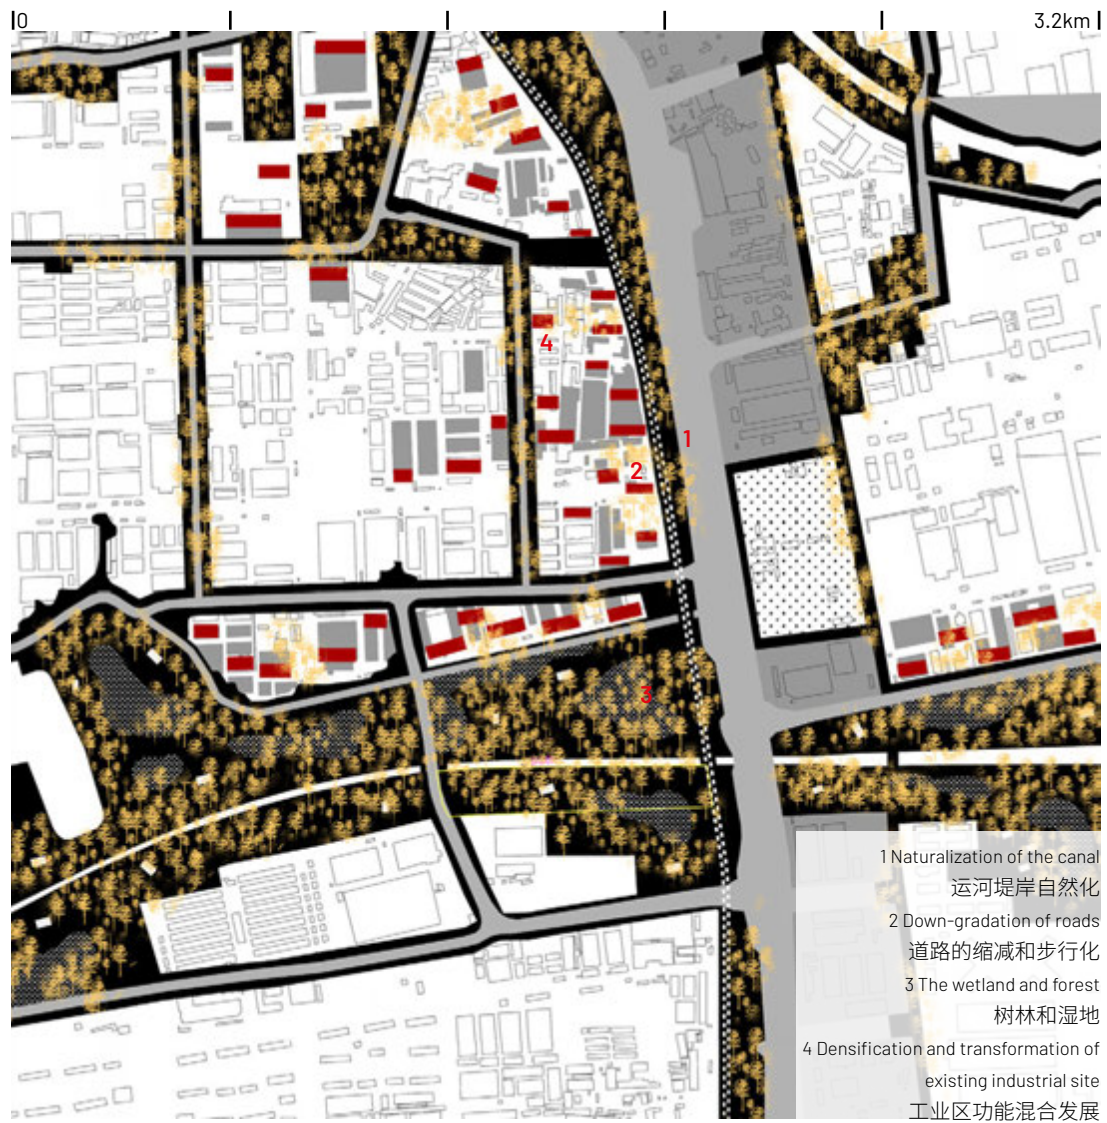 0
3.2km
4
1
2
3
1 Naturalization of the canal
运河堤岸自然化
2 Down-gradation of roads
道路的缩减和步行化
3 The wetland and forest
树林和湿地
4 Densification and transformation of
existing industrial site
工业区功能混合发展